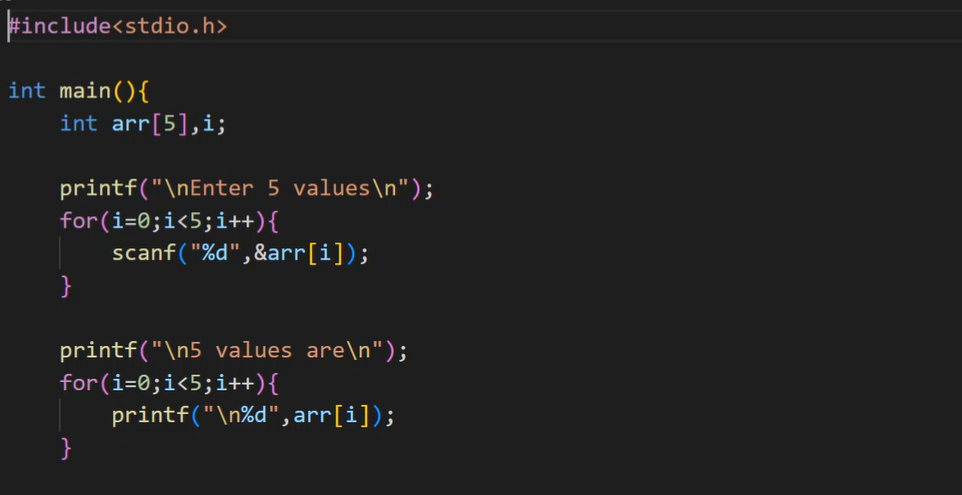 #include<stdio.h>
int main(){
    int arr[5],i;
    printf("\nEnter 5 values\n");
    for(i=0;i<5;i++){
        scanf("%d",&arr[i]);
    }
    printf("\n5 values are\n");
    for(i=0;i<5;i++){
        printf("\n%d",arr[i]);
    }